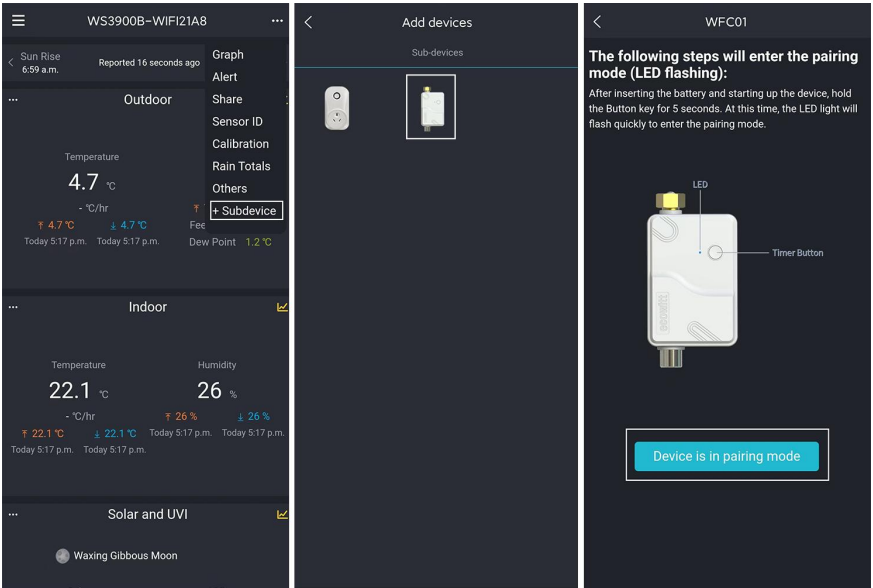 WS3900B-WIFI21A8
Sun Rise
6:59 a.m.
Reported 16 seconds ago
Graph
Alert
Share
Sensor ID
Calibration
Rain Totals
Others
+ Subdevice
Outdoor
Temperature
4.7 ℃
- ℃/hr
4.7 ℃ 4.7 ℃
Today 5:17 p.m. Today 5:17 p.m.
Dew Point 1.2 ℃
Indoor
Temperature Humidity
22.1 ℃ 26 %
- ℃/hr 26 % 26 %
22.1 ℃ 22.1 ℃ Today 5:17 p.m. Today 5:17 p.m.
Today 5:17 p.m. Today 5:17 p.m.
Solar and UVI
Waxing Gibbous Moon
Add devices
Sub-devices
WFC01
The following steps will enter the pairing
mode (LED flashing):
After inserting the battery and starting up the device, hold
the Button key for 5 seconds. At this time, the LED light will
flash quickly to enter the pairing mode.
LED
Timer Button
ecowitt
Device is in pairing mode